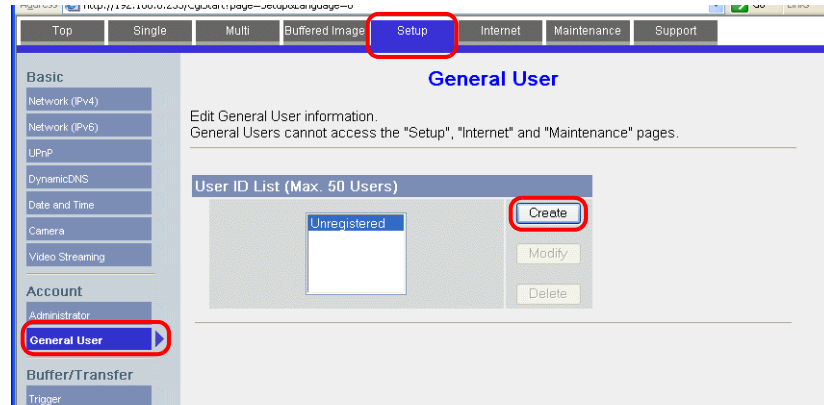 Top Single Multi Buffered Image Setup Internet Maintenance Support
Basic
Network (IPv4)
Network (IPv6)
UPnP
DynamicDNS
Date and Time
Camera
Video Streaming
Account
Administrator
General User
Buffer/Transfer
Trigger
General User
Edit General User information.
General Users cannot access the "Setup", "Internet" and "Maintenance" pages.
User ID List (Max. 50 Users)
Unregistered
Create
Modify
Delete